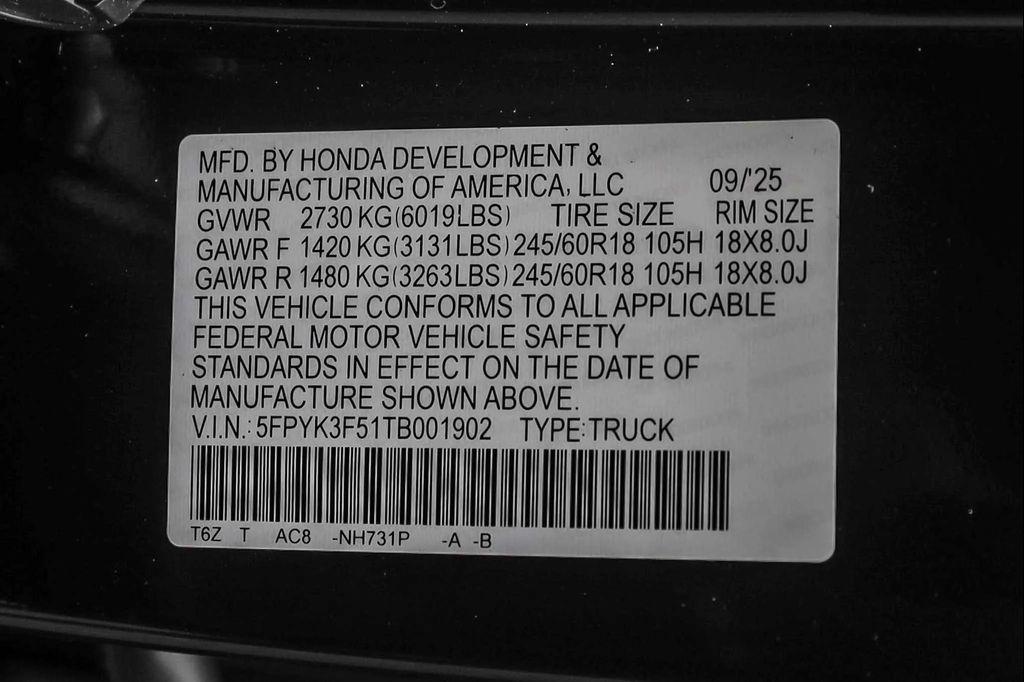 MFD. BY HONDA DEVELOPMENT &
MANUFACTURING OF AMERICA, LLC 09/'25
GVWR 2730 KG(6019LBS) TIRE SIZE RIM SIZE
GAWR F 1420 KG(3131LBS) 245/60R18 105H 18X8.0J
GAWR R 1480 KG(3263LBS) 245/60R18 105H 18X8.0J
THIS VEHICLE CONFORMS TO ALL APPLICABLE
FEDERAL MOTOR VEHICLE SAFETY
STANDARDS IN EFFECT ON THE DATE OF
MANUFACTURE SHOWN ABOVE.
V.I.N.: 5FPYK3F51TB001902 TYPE:TRUCK
T6Z T AC8 -NH731P -A -B